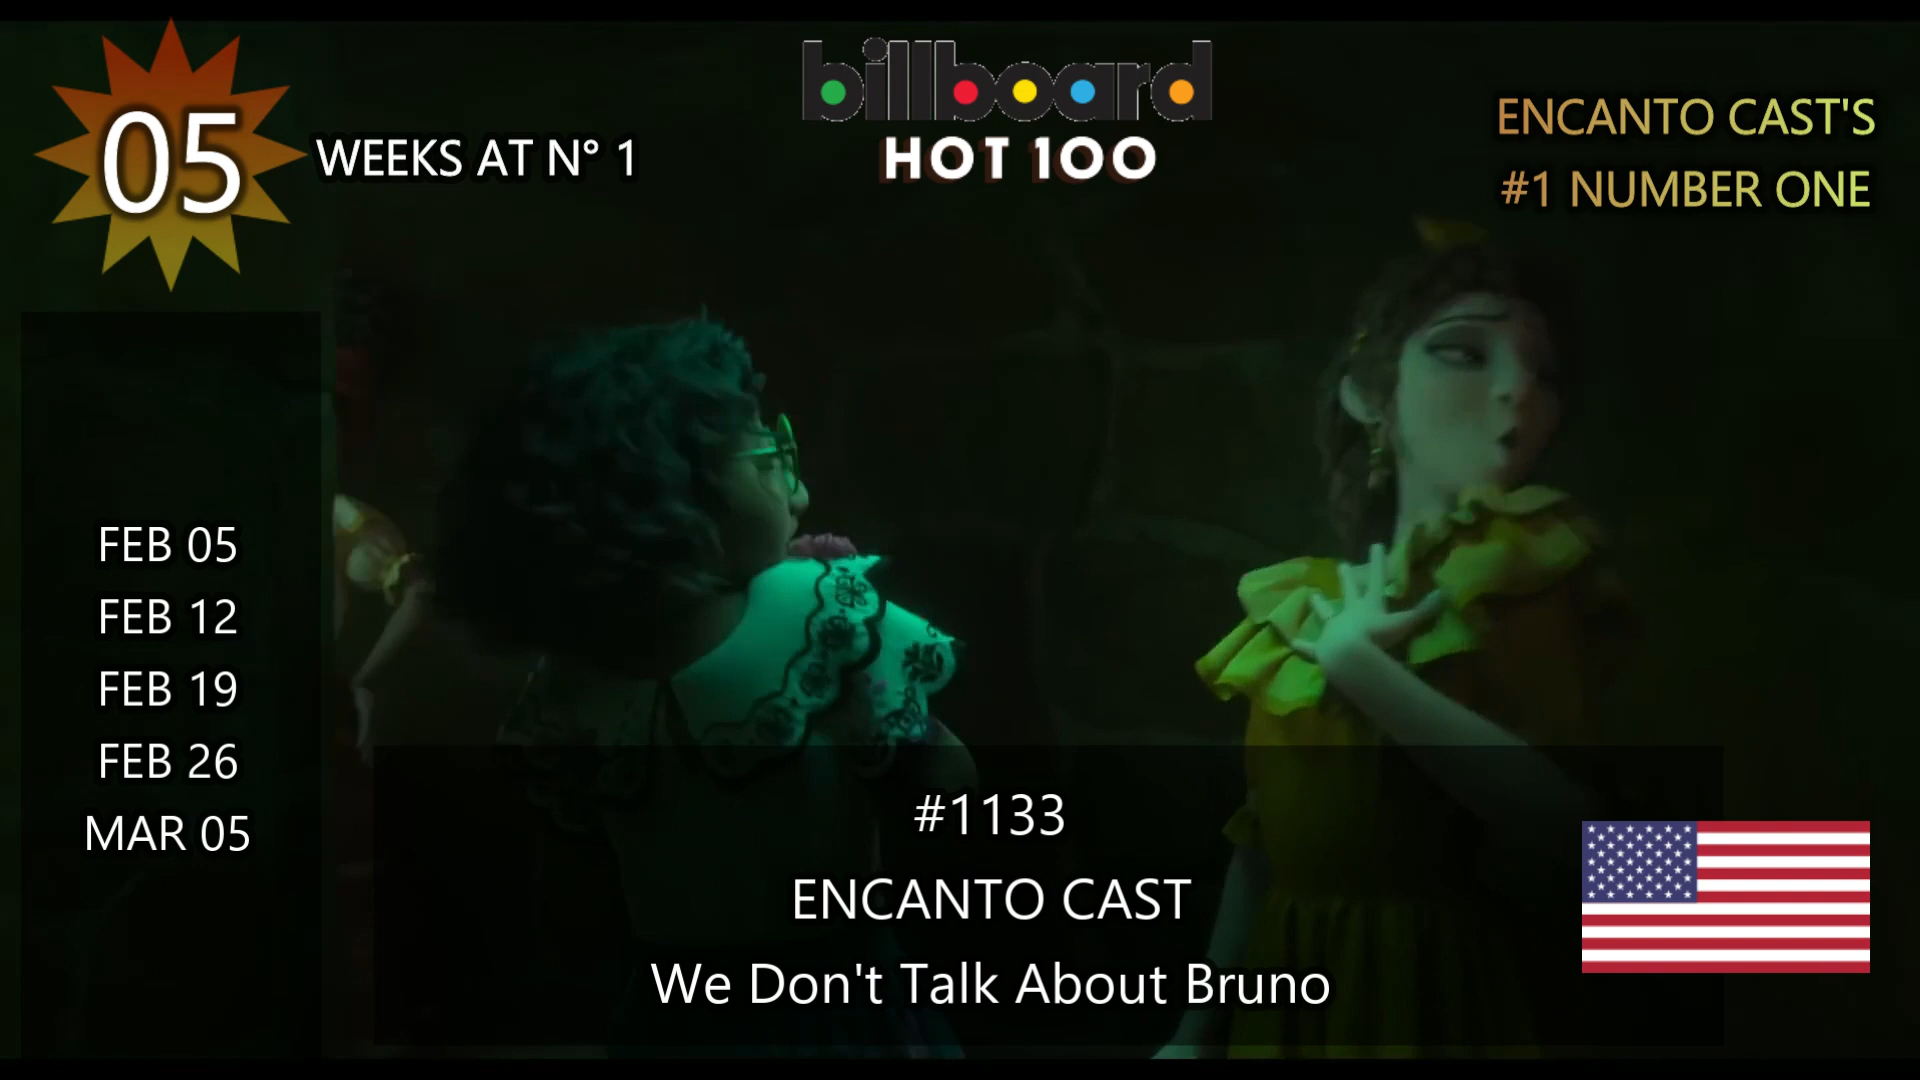 billboard
HOT 100
05
WEEKS AT N° 1
ENCANTO CAST'S
#1 NUMBER ONE
FEB 05
FEB 12
FEB 19
FEB 26
MAR 05
#1133
ENCANTO CAST
We Don't Talk About Bruno